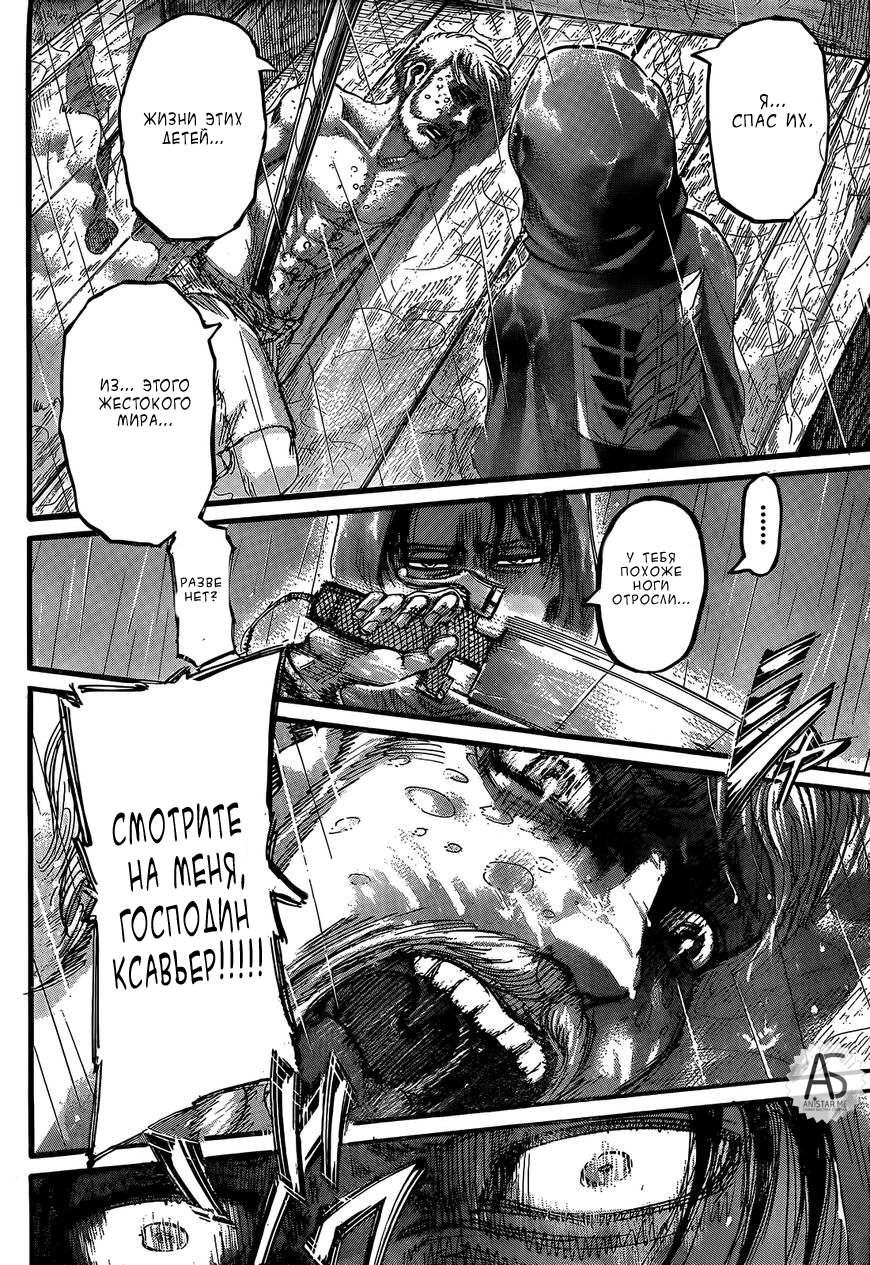 Я...
СПАС ИХ.
ЖИЗНИ ЭТИХ
ДЕТЕЙ...
ИЗ... ЭТОГО
ЖЕСТОКОГО
МИРА...
РАЗВЕ
НЕТ?
......
У ТЕБЯ
ПОХОЖЕ
НОГИ
ОТРОСЛИ...
СМОТРИТЕ
НА МЕНЯ,
ГОСПОДИН
КСАВЬЕР!!!!!
AS
ANISTAR.ME